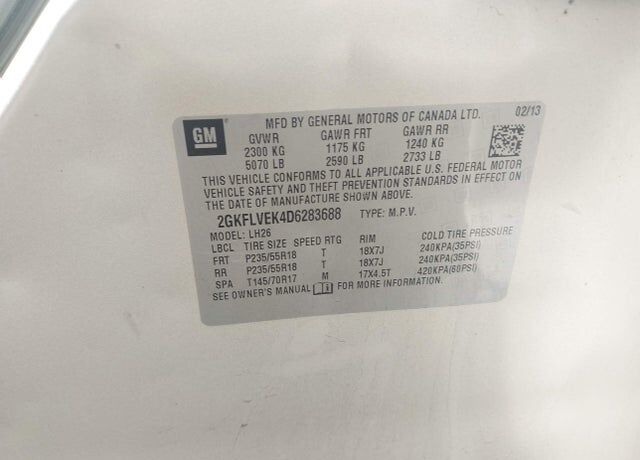 GM
MFD BY GENERAL MOTORS OF CANADA LTD. 02/13
GVWR GAWR FRT GAWR RR
2300 KG 1175 KG 1240 KG
5070 LB 2590 LB 2733 LB
THIS VEHICLE CONFORMS TO ALL APPLICABLE U.S. FEDERAL MOTOR
VEHICLE SAFETY AND THEFT PREVENTION STANDARDS IN EFFECT ON
THE DATE OF MANUFACTURE SHOWN ABOVE.
2GKFLVEK4D6283688 TYPE: M.P.V.
MODEL: LH26
LBCL TIRE SIZE SPEED RTG RIM COLD TIRE PRESSURE
FRT P235/55R18 T 18X7J 240KPA(35PSI)
RR P235/55R18 T 18X7J 240KPA(35PSI)
SPA T145/70R17 M 17X4.5T 420KPA(60PSI)
SEE OWNER'S MANUAL FOR MORE INFORMATION.